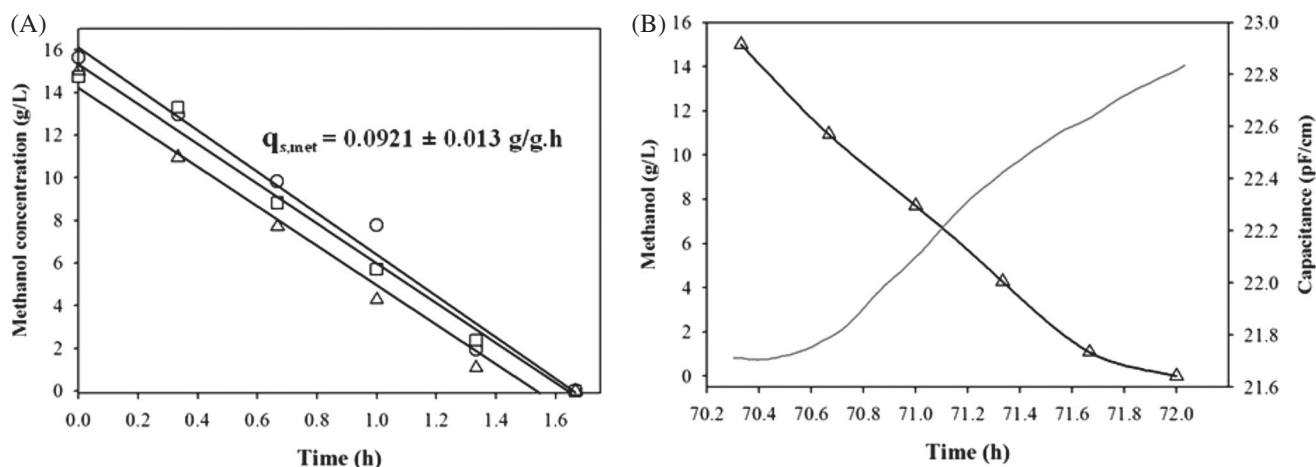 (A)
Methanol concentration (g/L)
16
14
12
10
8
6
4
2
0
q_s,met = 0.0921 ± 0.013 g/g.h
0.0 0.2 0.4 0.6 0.8 1.0 1.2 1.4 1.6
Time (h)
(B)
Methanol (g/L)
16
14
12
10
8
6
4
2
0
23.0
22.8
22.6
22.4
22.2
22.0
21.8
21.6
Capacitance (pF/cm)
70.2 70.4 70.6 70.8 71.0 71.2 71.4 71.6 71.8 72.0
Time (h)